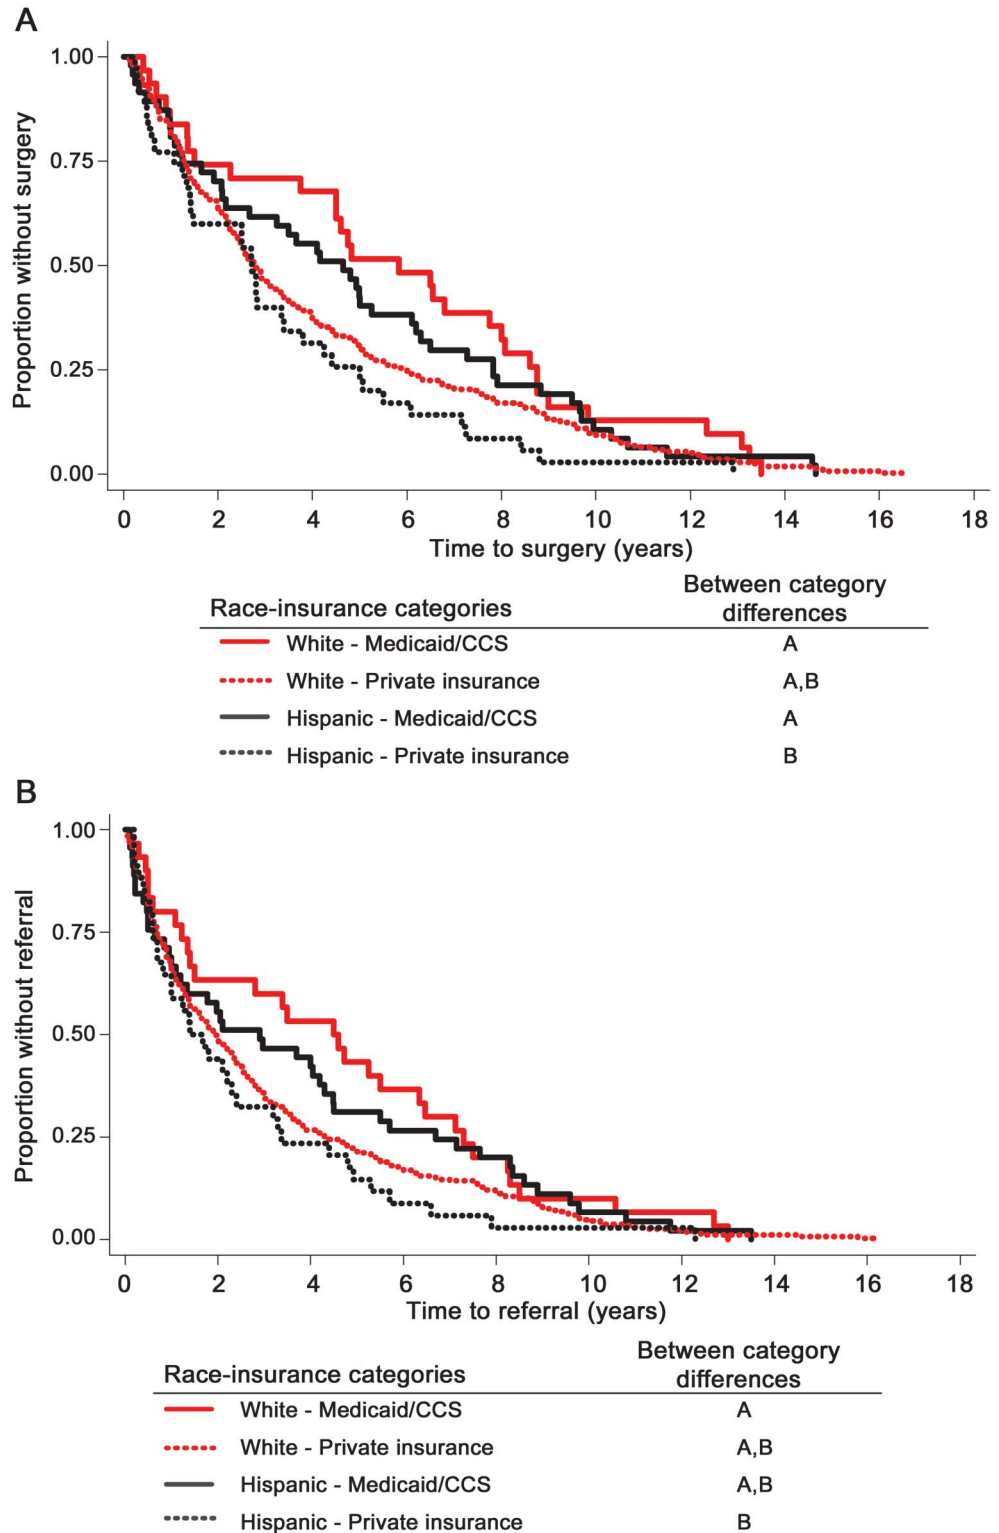 A
1.00
0.75
0.50
0.25
0.00
Proportion without surgery
0 2 4 6 8 10 12 14 16 18
Time to surgery (years)
Race-insurance categories
Between category
differences
White - Medicaid/CCS A
White - Private insurance A,B
Hispanic - Medicaid/CCS A
Hispanic - Private insurance B
B
1.00
0.75
0.50
0.25
0.00
Proportion without referral
0 2 4 6 8 10 12 14 16 18
Time to referral (years)
Race-insurance categories
Between category
differences
White - Medicaid/CCS A
White - Private insurance A,B
Hispanic - Medicaid/CCS A,B
Hispanic - Private insurance B